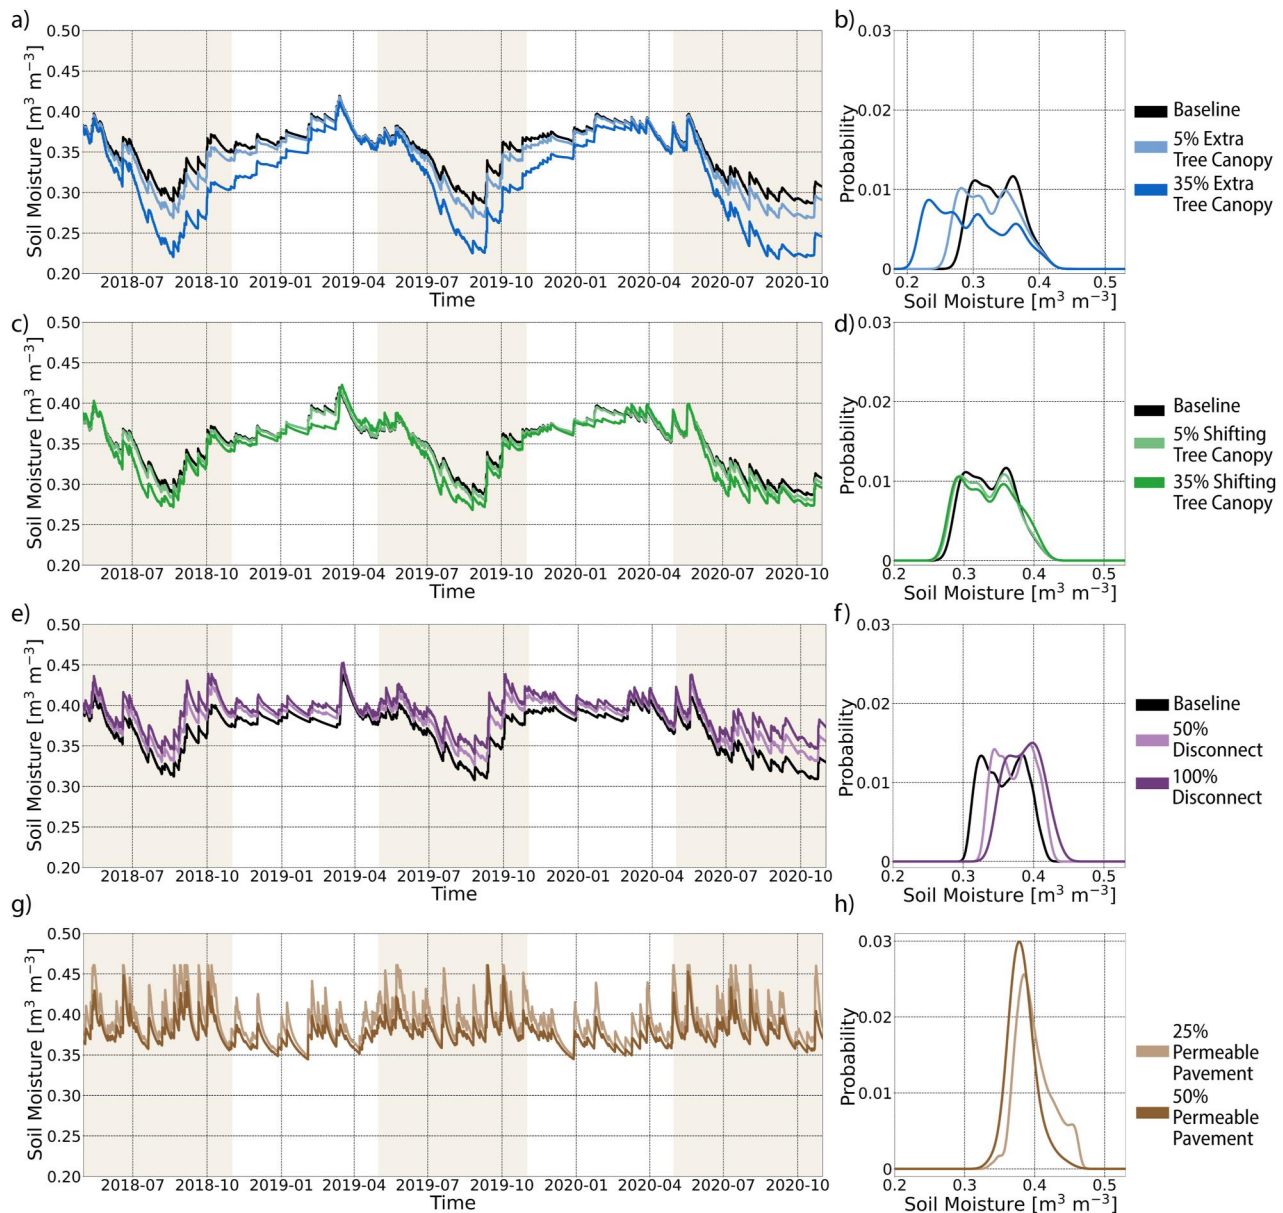 a)
0.50
0.45
0.40
0.35
0.30
0.25
0.20
Soil Moisture [m³ m⁻³]
2018-07 2018-10 2019-01 2019-04 2019-07 2019-10 2020-01 2020-04 2020-07 2020-10
Time
b)
0.03
0.02
0.01
0
Probability
0.2 0.3 0.4 0.5
Soil Moisture [m³ m⁻³]
Baseline
5% Extra
Tree Canopy
35% Extra
Tree Canopy
c)
0.50
0.45
0.40
0.35
0.30
0.25
0.20
Soil Moisture [m³ m⁻³]
2018-07 2018-10 2019-01 2019-04 2019-07 2019-10 2020-01 2020-04 2020-07 2020-10
Time
d)
0.03
0.02
0.01
0
Probability
0.2 0.3 0.4 0.5
Soil Moisture [m³ m⁻³]
Baseline
5% Shifting
Tree Canopy
35% Shifting
Tree Canopy
e)
0.50
0.45
0.40
0.35
0.30
0.25
0.20
Soil Moisture [m³ m⁻³]
2018-07 2018-10 2019-01 2019-04 2019-07 2019-10 2020-01 2020-04 2020-07 2020-10
Time
f)
0.03
0.02
0.01
0
Probability
0.2 0.3 0.4 0.5
Soil Moisture [m³ m⁻³]
Baseline
50%
Disconnect
100%
Disconnect
g)
0.50
0.45
0.40
0.35
0.30
0.25
0.20
Soil Moisture [m³ m⁻³]
2018-07 2018-10 2019-01 2019-04 2019-07 2019-10 2020-01 2020-04 2020-07 2020-10
Time
h)
0.03
0.02
0.01
0
Probability
0.2 0.3 0.4 0.5
Soil Moisture [m³ m⁻³]
25%
Permeable
Pavement
50%
Permeable
Pavement